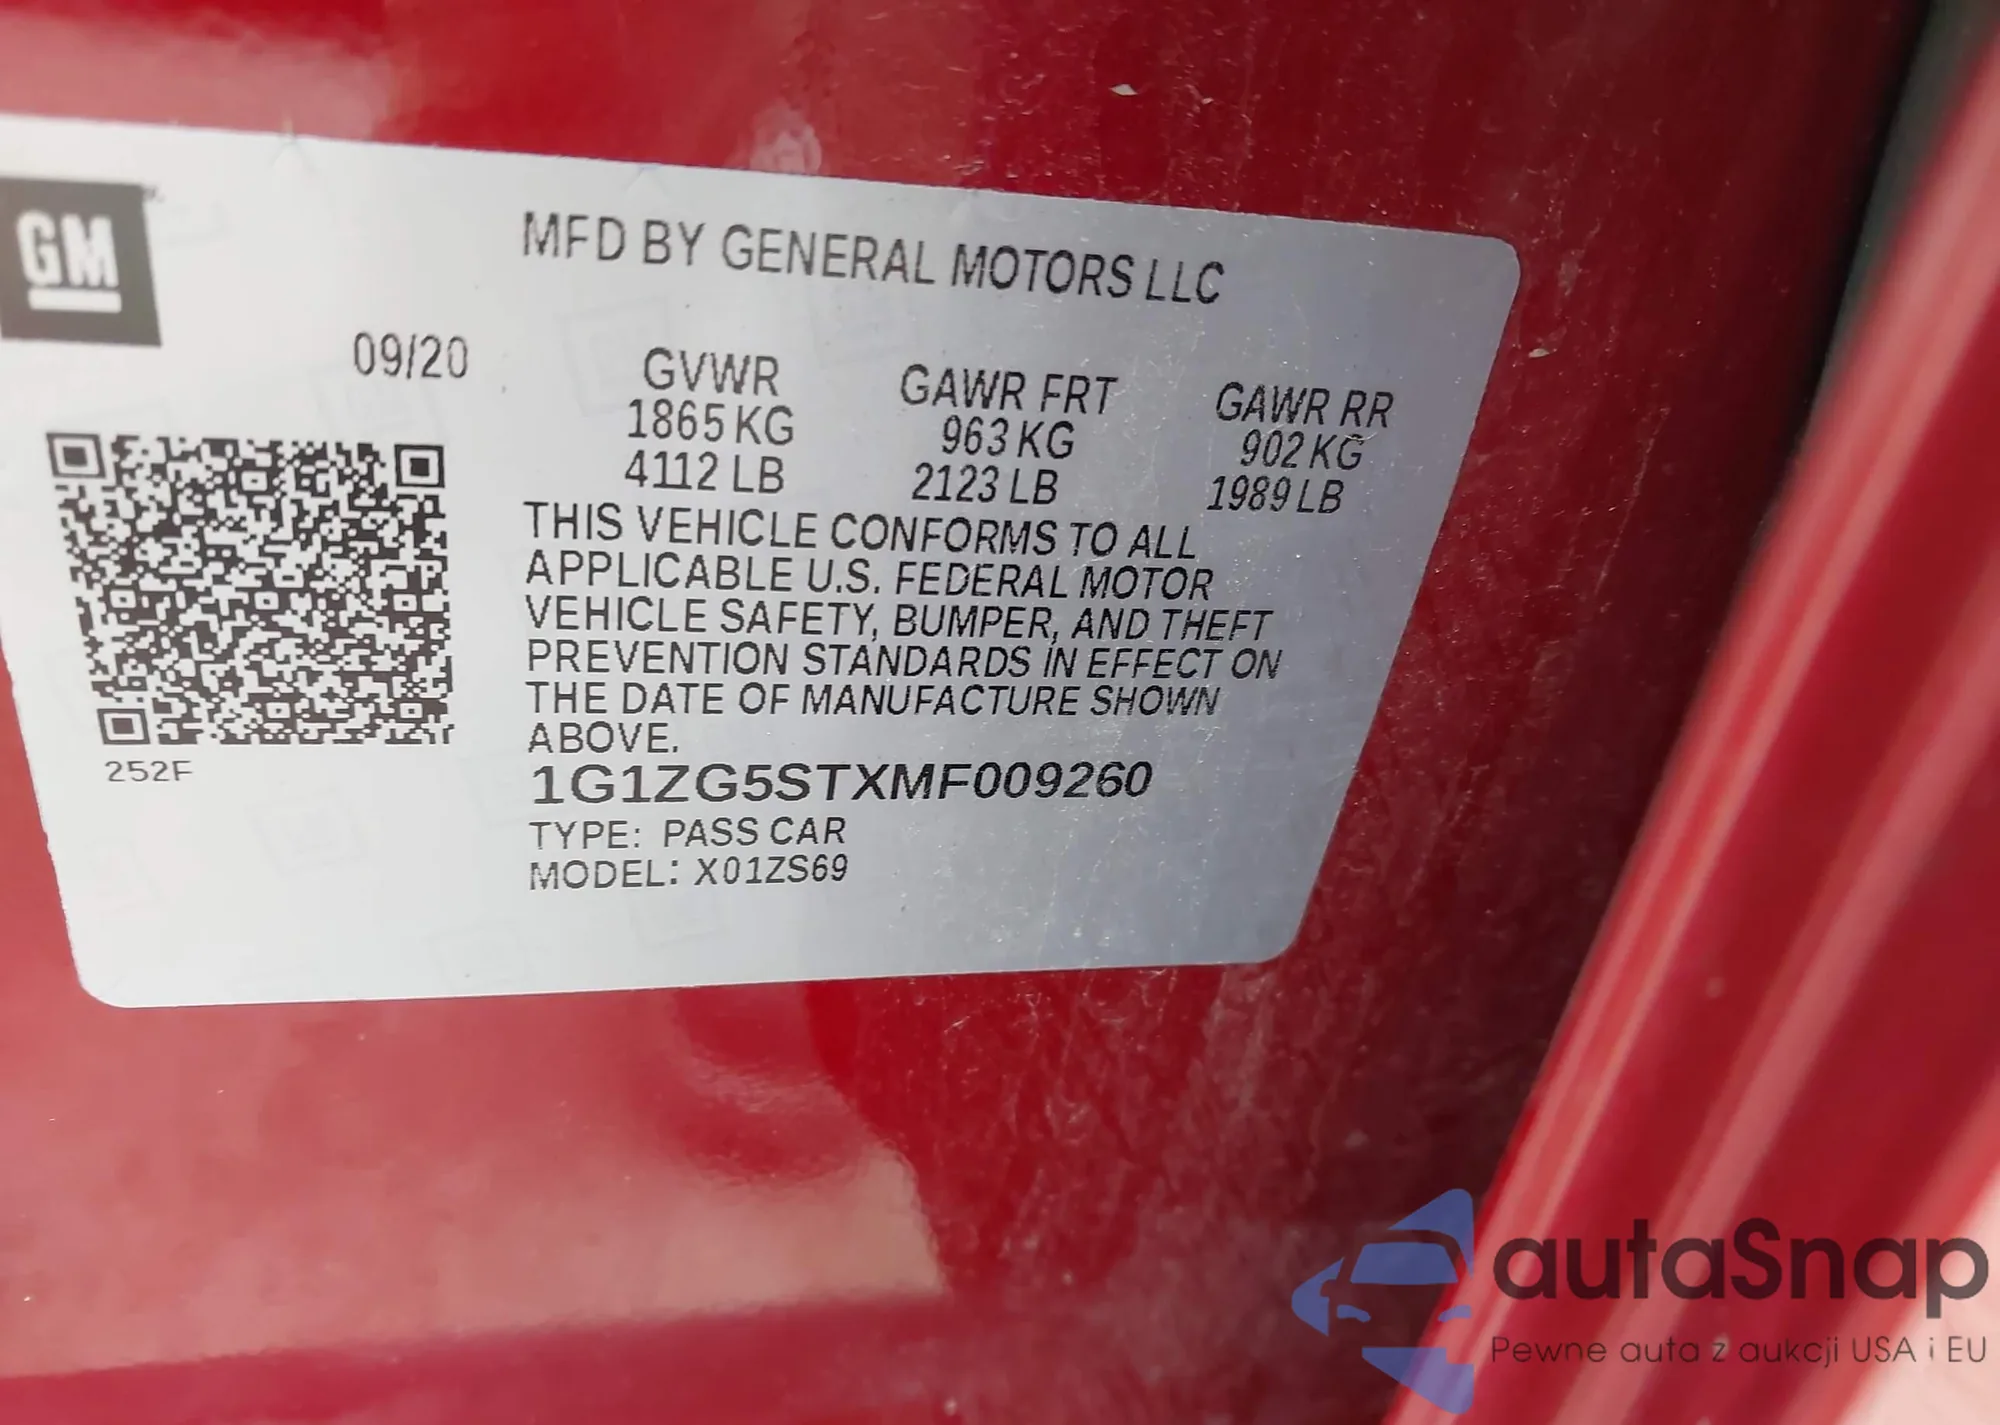 GM
MFD BY GENERAL MOTORS LLC
09/20
GVWR
1865 KG
4112 LB
GAWR FRT
963 KG
2123 LB
GAWR RR
902 KG
1989 LB
THIS VEHICLE CONFORMS TO ALL
APPLICABLE U.S. FEDERAL MOTOR
VEHICLE SAFETY, BUMPER, AND THEFT
PREVENTION STANDARDS IN EFFECT ON
THE DATE OF MANUFACTURE SHOWN
ABOVE.
252F
1G1ZG5STXMF009260
TYPE: PASS CAR
MODEL: X01ZS69
autaSnap
Pewne auta z aukcji USA i EU